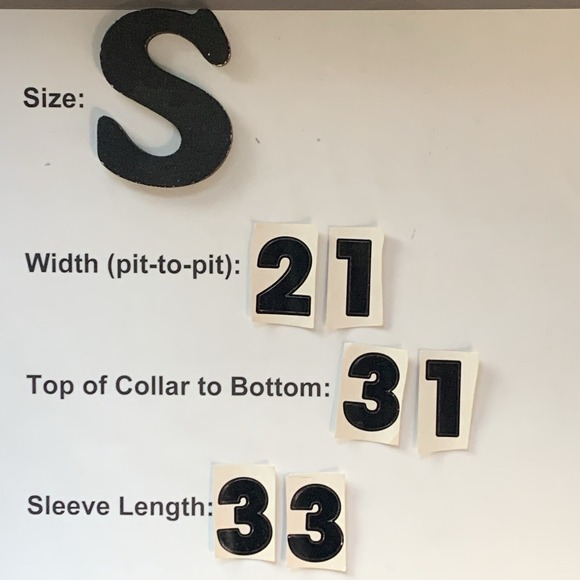 Size: S
Width (pit-to-pit): 21
Top of Collar to Bottom: 31
Sleeve Length: 33